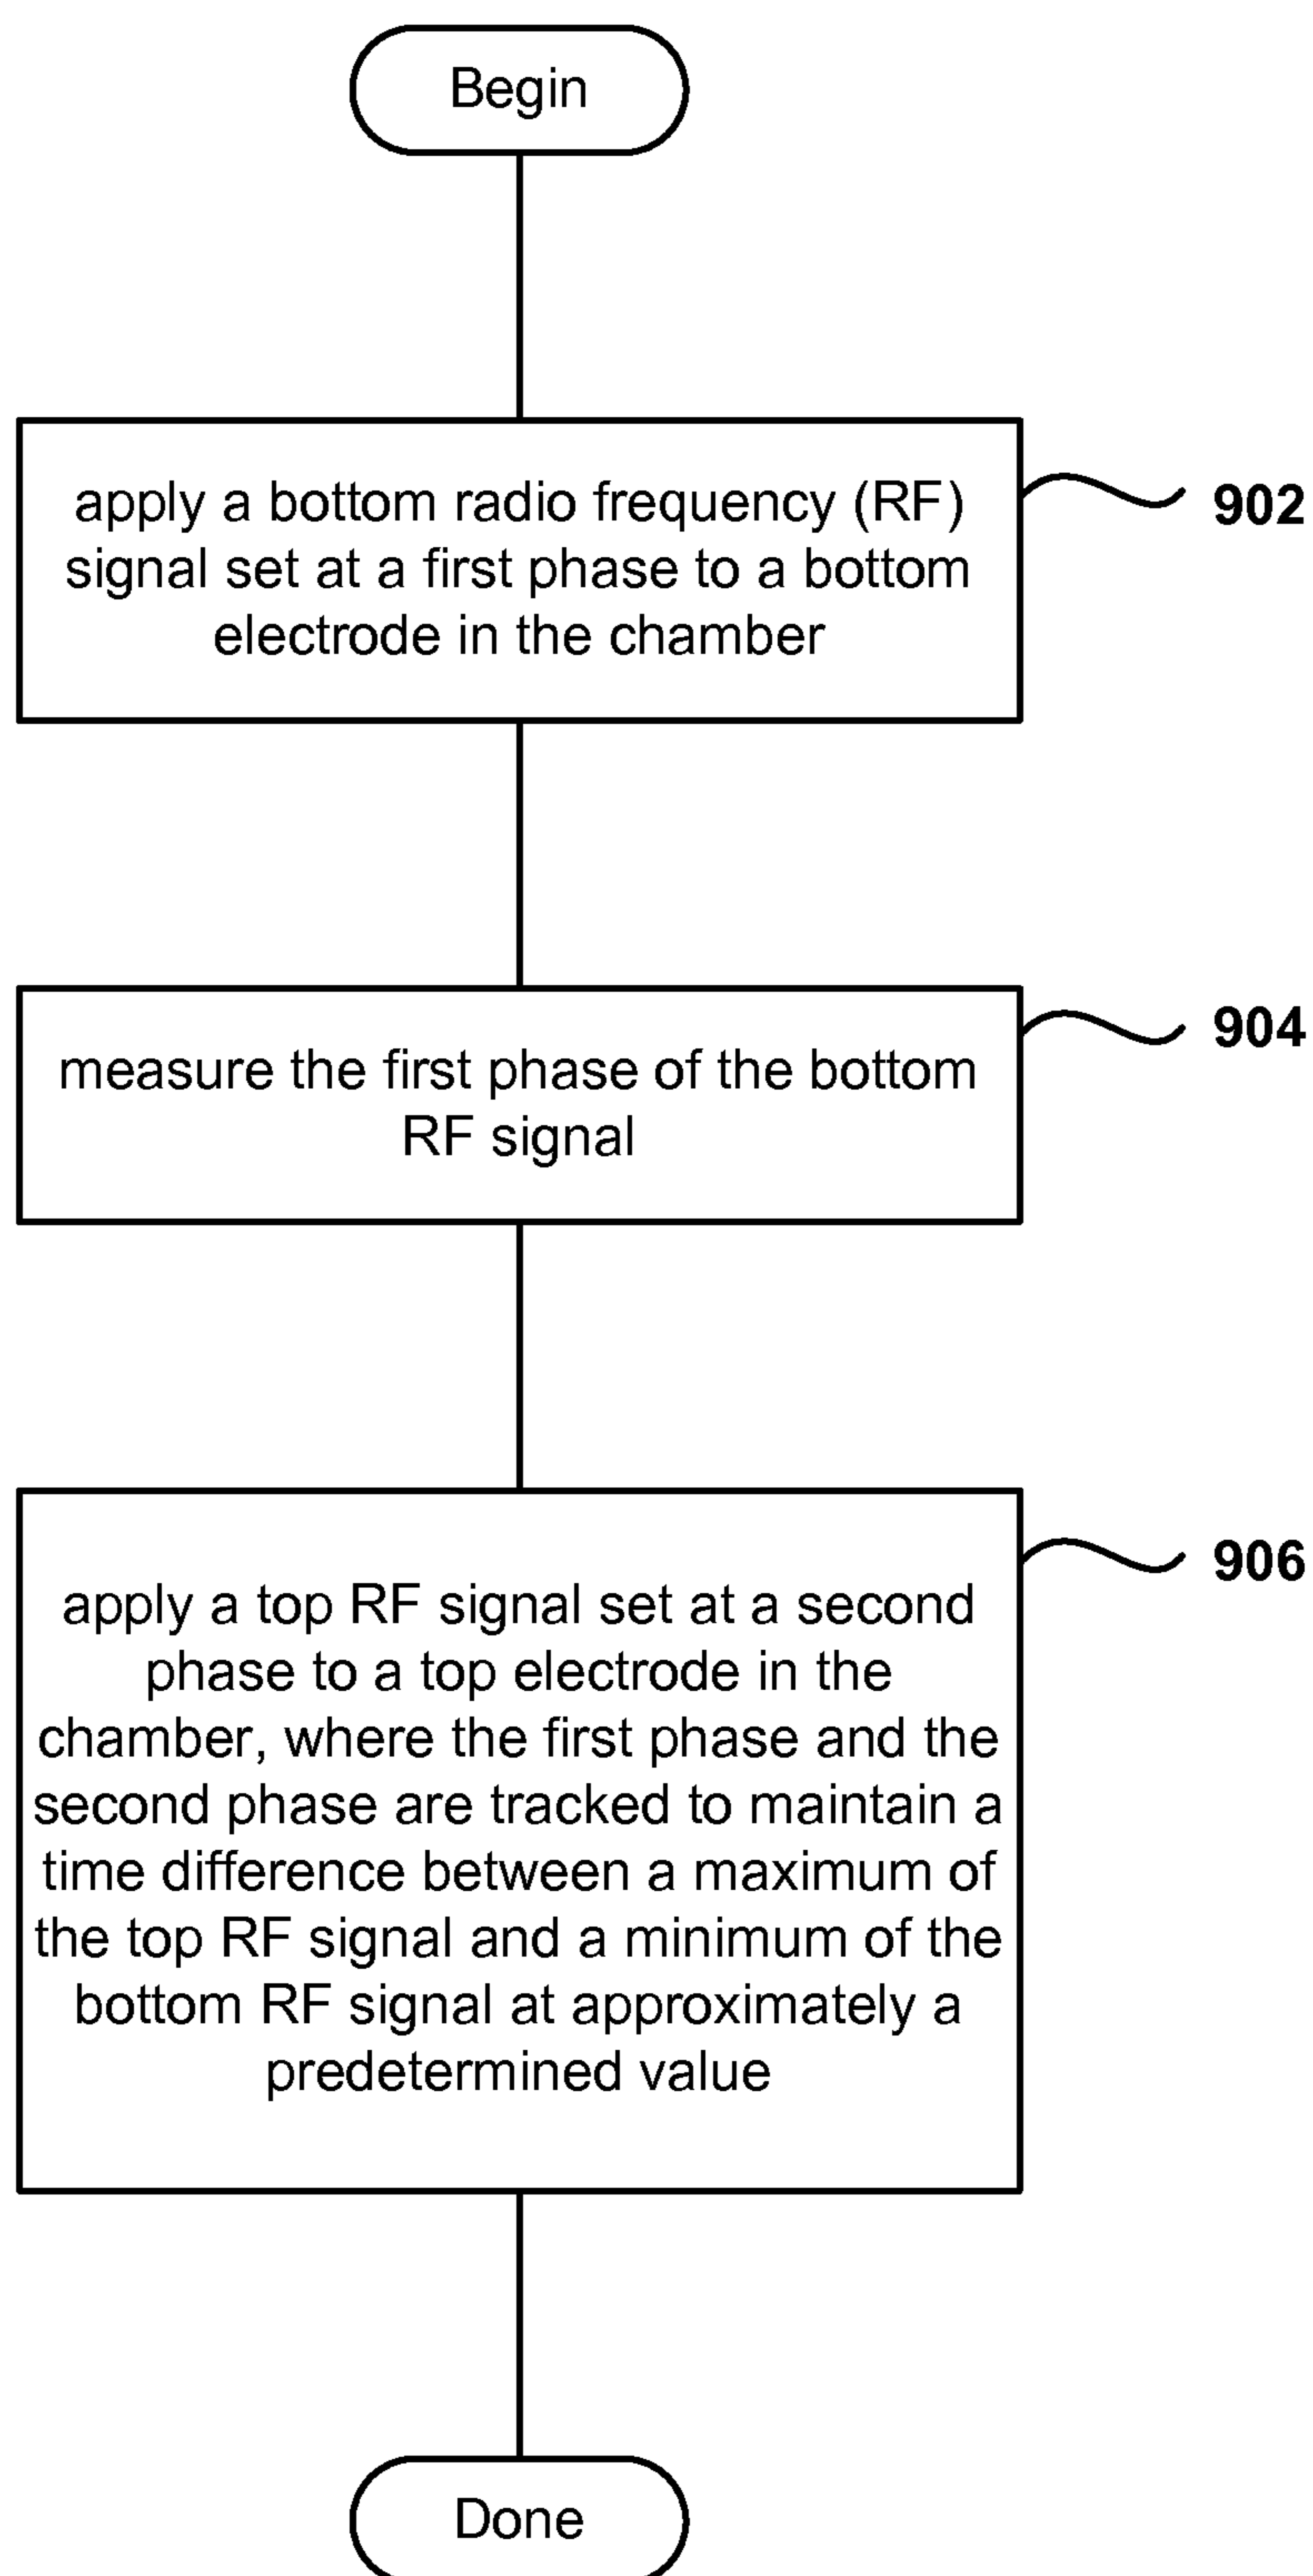 Begin
apply a bottom radio frequency (RF)
signal set at a first phase to a bottom
electrode in the chamber
902
measure the first phase of the bottom
RF signal
904
apply a top RF signal set at a second
phase to a top electrode in the
chamber, where the first phase and the
second phase are tracked to maintain a
time difference between a maximum of
the top RF signal and a minimum of the
bottom RF signal at approximately a
predetermined value
906
Done